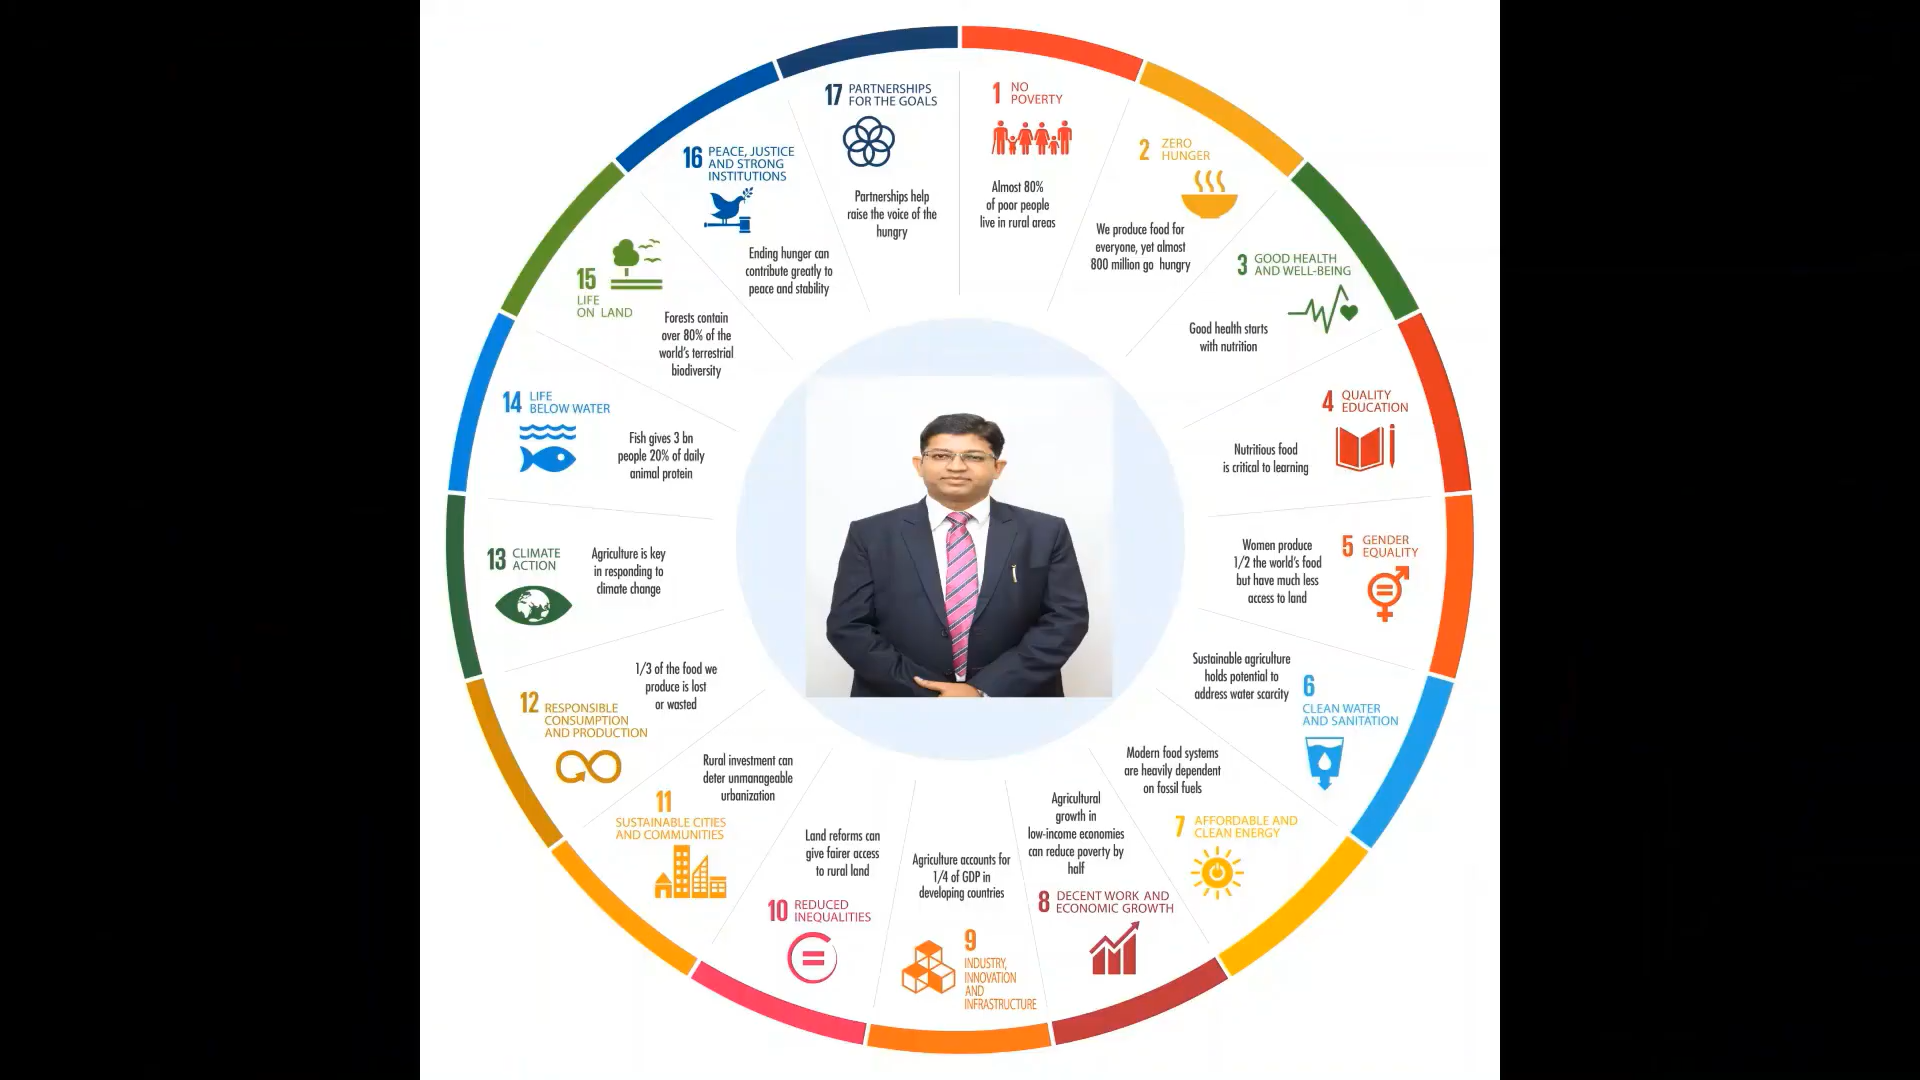 1 NO
POVERTY
Almost 80%
of poor people
live in rural areas
2 ZERO
HUNGER
We produce food for
everyone, yet almost
800 million go hungry
3 GOOD HEALTH
AND WELL-BEING
Good health starts
with nutrition
4 QUALITY
EDUCATION
Nutritious food
is critical to learning
5 GENDER
EQUALITY
Women produce
1/2 the world's food
but have much less
access to land
6
CLEAN WATER
AND SANITATION
Sustainable agriculture
holds potential to
address water scarcity
7 AFFORDABLE AND
CLEAN ENERGY
Modern food systems
are heavily dependent
on fossil fuels
8 DECENT WORK AND
ECONOMIC GROWTH
Agricultural
growth in
low-income economies
can reduce poverty by
half
9
INDUSTRY,
INNOVATION
AND
INFRASTRUCTURE
Agriculture accounts for
1/4 of GDP in
developing countries
10 REDUCED
INEQUALITIES
Land reforms can
give fairer access
to rural land
11
SUSTAINABLE CITIES
AND COMMUNITIES
Rural investment can
deter unmanageable
urbanization
12 RESPONSIBLE
CONSUMPTION
AND PRODUCTION
1/3 of the food we
produce is lost
or wasted
13 CLIMATE
ACTION
Agriculture is key
in responding to
climate change
14 LIFE
BELOW WATER
Fish gives 3 bn
people 20% of daily
animal protein
15
LIFE
ON LAND
Forests contain
over 80% of the
world's terrestrial
biodiversity
16 PEACE, JUSTICE
AND STRONG
INSTITUTIONS
Ending hunger can
contribute greatly to
peace and stability
17 PARTNERSHIPS
FOR THE GOALS
Partnerships help
raise the voice of the
hungry